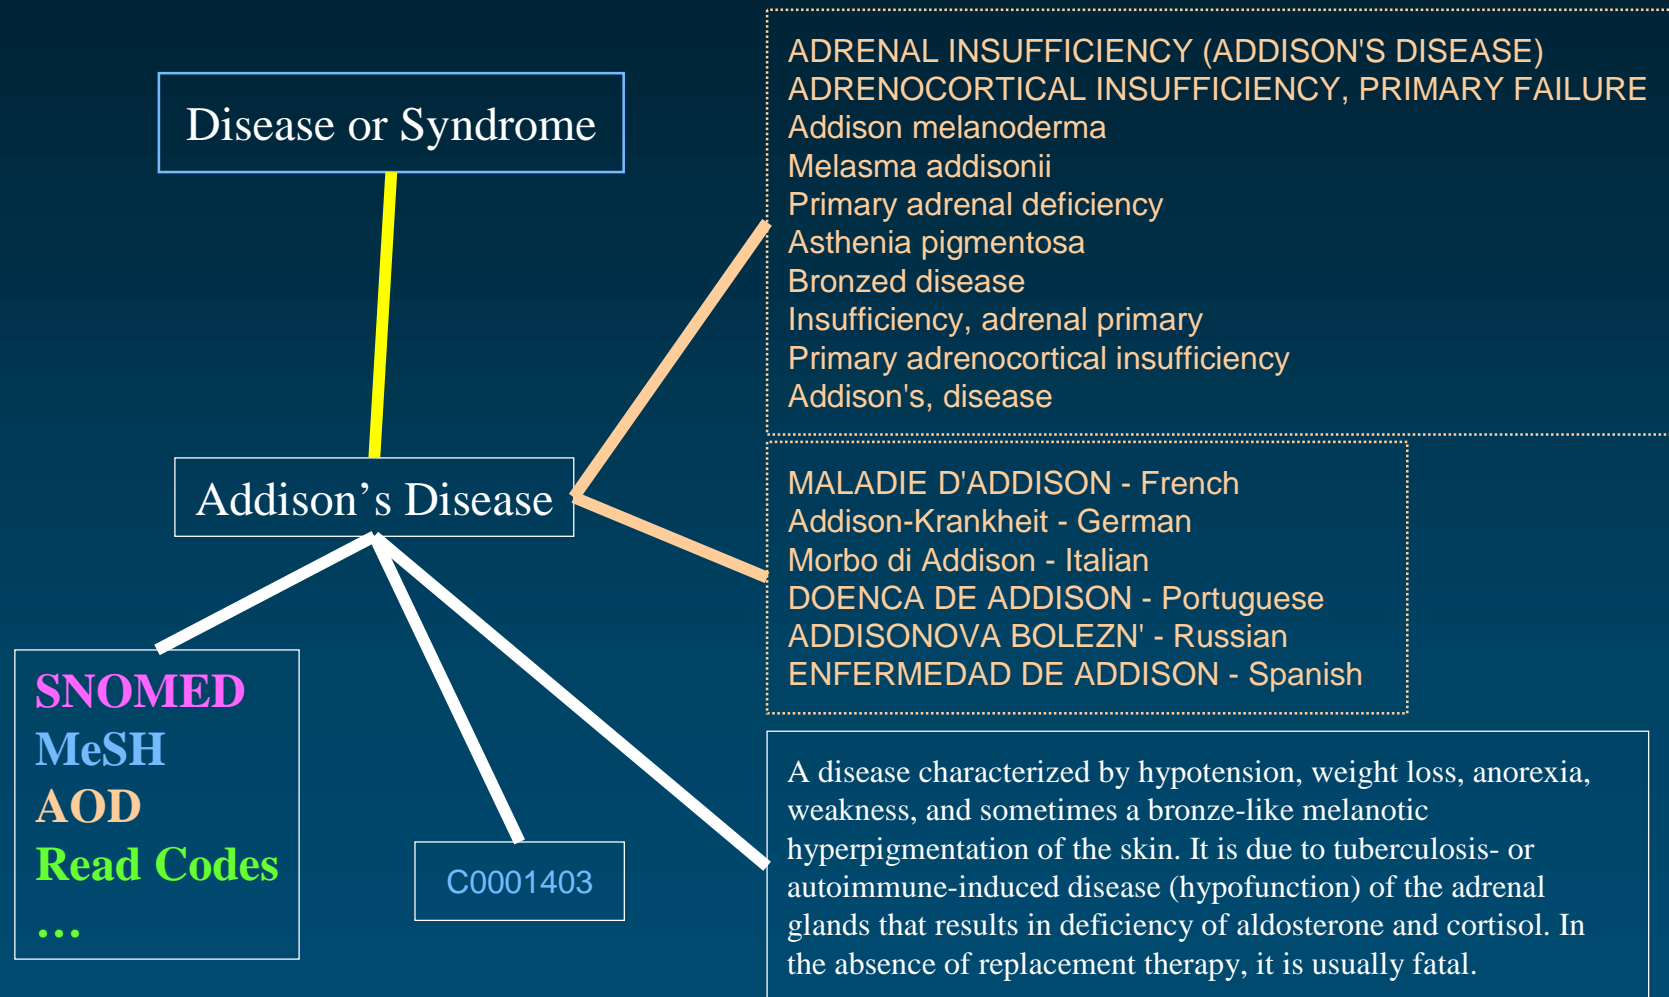 Disease or Syndrome
ADRENAL INSUFFICIENCY (ADDISON'S DISEASE)
ADRENOCORTICAL INSUFFICIENCY, PRIMARY FAILURE
Addison melanoderma
Melasma addisonii
Primary adrenal deficiency
Asthenia pigmentosa
Bronzed disease
Insufficiency, adrenal primary
Primary adrenocortical insufficiency
Addison's, disease
Addison’s Disease
MALADIE D'ADDISON - French
Addison-Krankheit - German
Morbo di Addison - Italian
DOENCA DE ADDISON - Portuguese
ADDISONOVA BOLEZN' - Russian
ENFERMEDAD DE ADDISON - Spanish
SNOMED
MeSH
AOD
Read Codes
…
C0001403
A disease characterized by hypotension, weight loss, anorexia,
weakness, and sometimes a bronze-like melanotic
hyperpigmentation of the skin. It is due to tuberculosis- or
autoimmune-induced disease (hypofunction) of the adrenal
glands that results in deficiency of aldosterone and cortisol. In
the absence of replacement therapy, it is usually fatal.